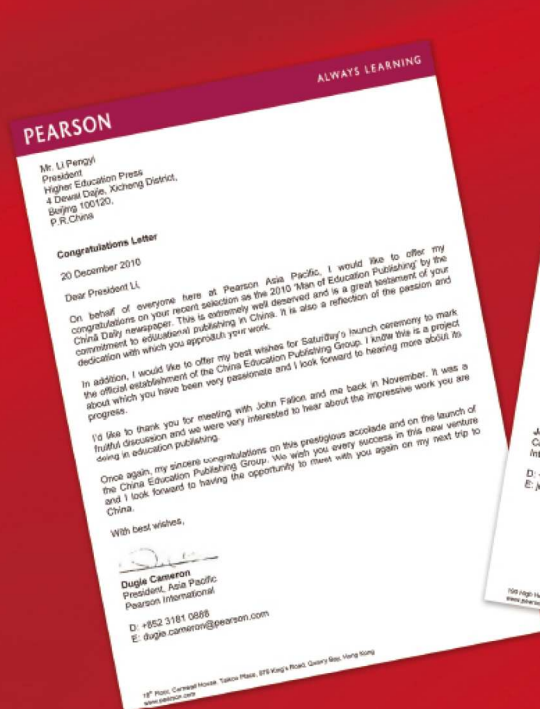 PEARSON
ALWAYS LEARNING
Mr. Li Pengyi
President
Higher Education Press
4 Dewai Dajie, Xicheng District,
Beijing 100120,
P.R.China
Congratulations Letter
20 December 2010
Dear President Li,
On behalf of everyone here at Pearson Asia Pacific, I would like to offer my
congratulations on your recent selection as the 2010 'Man of Education Publishing' by the
China Daily newspaper. This is extremely well deserved and is a great testament of your
commitment to educational publishing in China. It is also a reflection of the passion and
dedication with which you approach your work.
In addition, I would like to offer my best wishes for Saturday's launch ceremony to mark
the official establishment of the China Education Publishing Group. I know this is a project
about which you have been very passionate and I look forward to hearing more about its
progress.
I'd like to thank you for meeting with John Fallon and me back in November. It was a
fruitful discussion and we were very interested to hear about the impressive work you are
doing in education publishing.
Once again, my sincere congratulations on this prestigious accolade and on the launch of
the China Education Publishing Group. We wish you every success in this new venture
and I look forward to having the opportunity to meet with you again on my next trip to
China.
With best wishes,
Dugie Cameron
President, Asia Pacific
Pearson International
D: +852 3181 0888
E: dugie.cameron@pearson.com
18th Floor, Cornwall House, Taikoo Place, 979 King's Road, Quarry Bay, Hong Kong
www.pearson.com
J
C
Int
D:
E: j